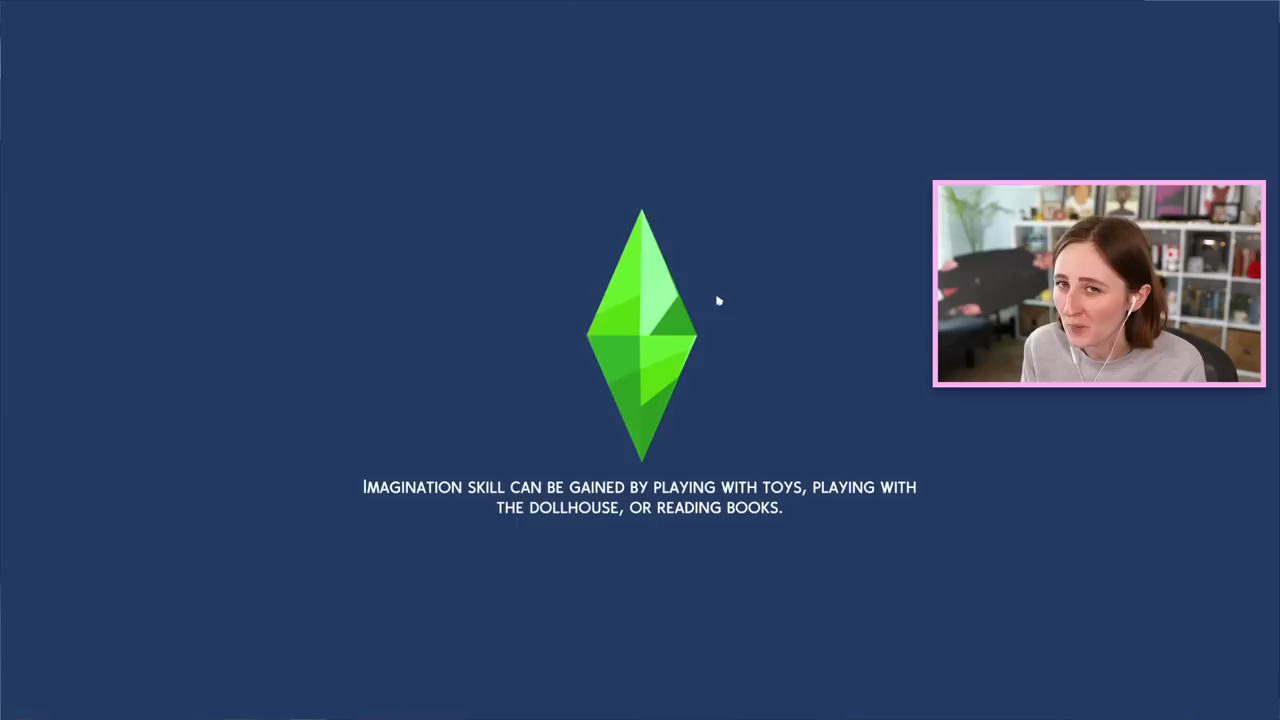 Imagination skill can be gained by playing with toys, playing with
the dollhouse, or reading books.